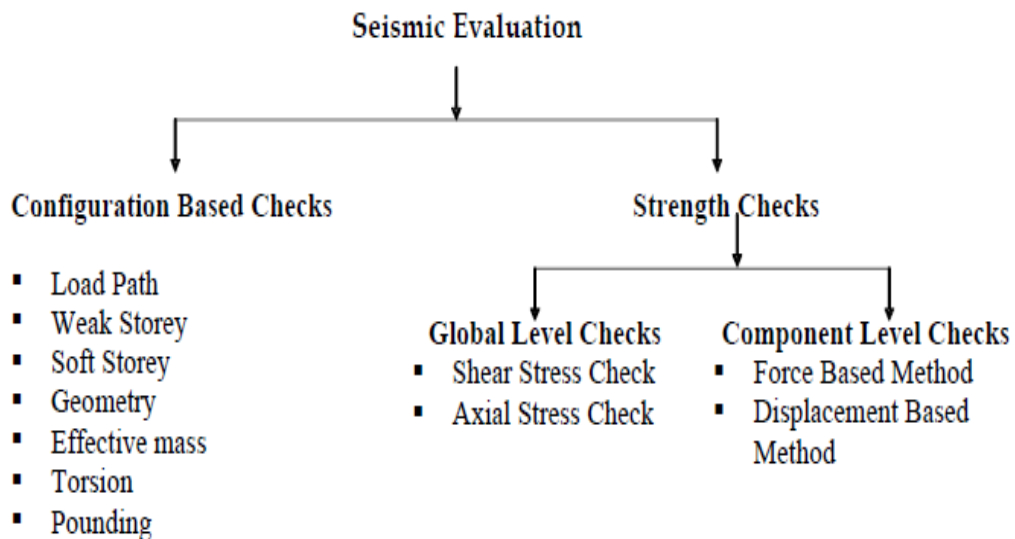 Seismic Evaluation
Configuration Based Checks
▪ Load Path
▪ Weak Storey
▪ Soft Storey
▪ Geometry
▪ Effective mass
▪ Torsion
▪ Pounding
Strength Checks
Global Level Checks
▪ Shear Stress Check
▪ Axial Stress Check
Component Level Checks
▪ Force Based Method
▪ Displacement Based
Method